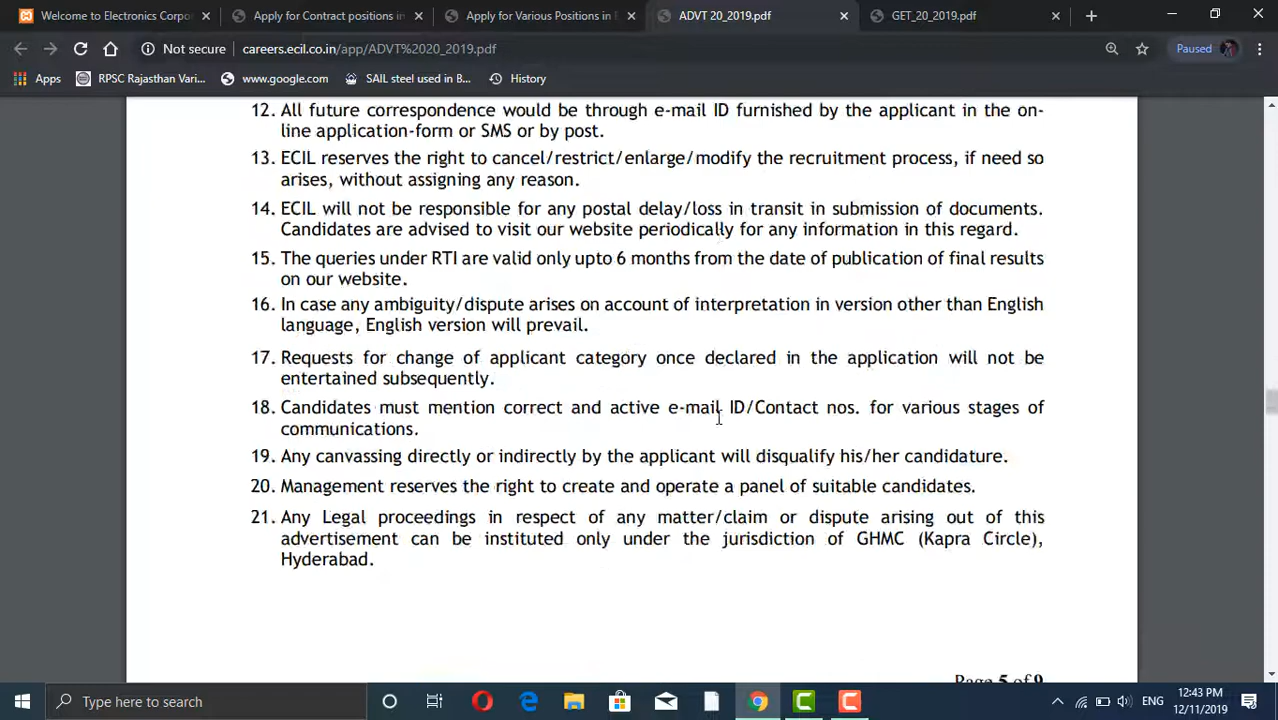 Welcome to Electronics Corpor
Apply for Contract positions in
Apply for Various Positions in E
ADVT 20_2019.pdf
GET_20_2019.pdf
Not secure
careers.ecil.co.in/app/ADVT%2020_2019.pdf
Paused
Apps
RPSC Rajasthan Vari...
www.google.com
SAIL steel used in B...
History
12. All future correspondence would be through e-mail ID furnished by the applicant in the on-
line application-form or SMS or by post.
13. ECIL reserves the right to cancel/restrict/enlarge/modify the recruitment process, if need so
arises, without assigning any reason.
14. ECIL will not be responsible for any postal delay/loss in transit in submission of documents.
Candidates are advised to visit our website periodically for any information in this regard.
15. The queries under RTI are valid only upto 6 months from the date of publication of final results
on our website.
16. In case any ambiguity/dispute arises on account of interpretation in version other than English
language, English version will prevail.
17. Requests for change of applicant category once declared in the application will not be
entertained subsequently.
18. Candidates must mention correct and active e-mail ID/Contact nos. for various stages of
communications.
19. Any canvassing directly or indirectly by the applicant will disqualify his/her candidature.
20. Management reserves the right to create and operate a panel of suitable candidates.
21. Any Legal proceedings in respect of any matter/claim or dispute arising out of this
advertisement can be instituted only under the jurisdiction of GHMC (Kapra Circle),
Hyderabad.
Page 5 of 9
Type here to search
ENG
12:43 PM
12/11/2019